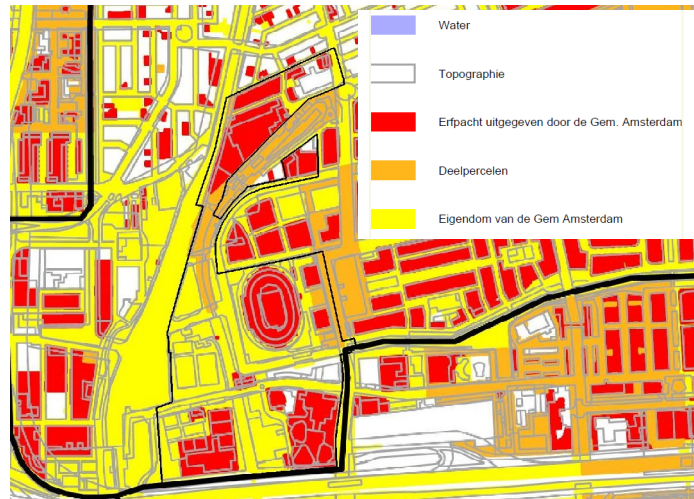 Water
Topographie
Erfpacht uitgegeven door de Gem. Amsterdam
Deelpercelen
Eigendom van de Gem Amsterdam